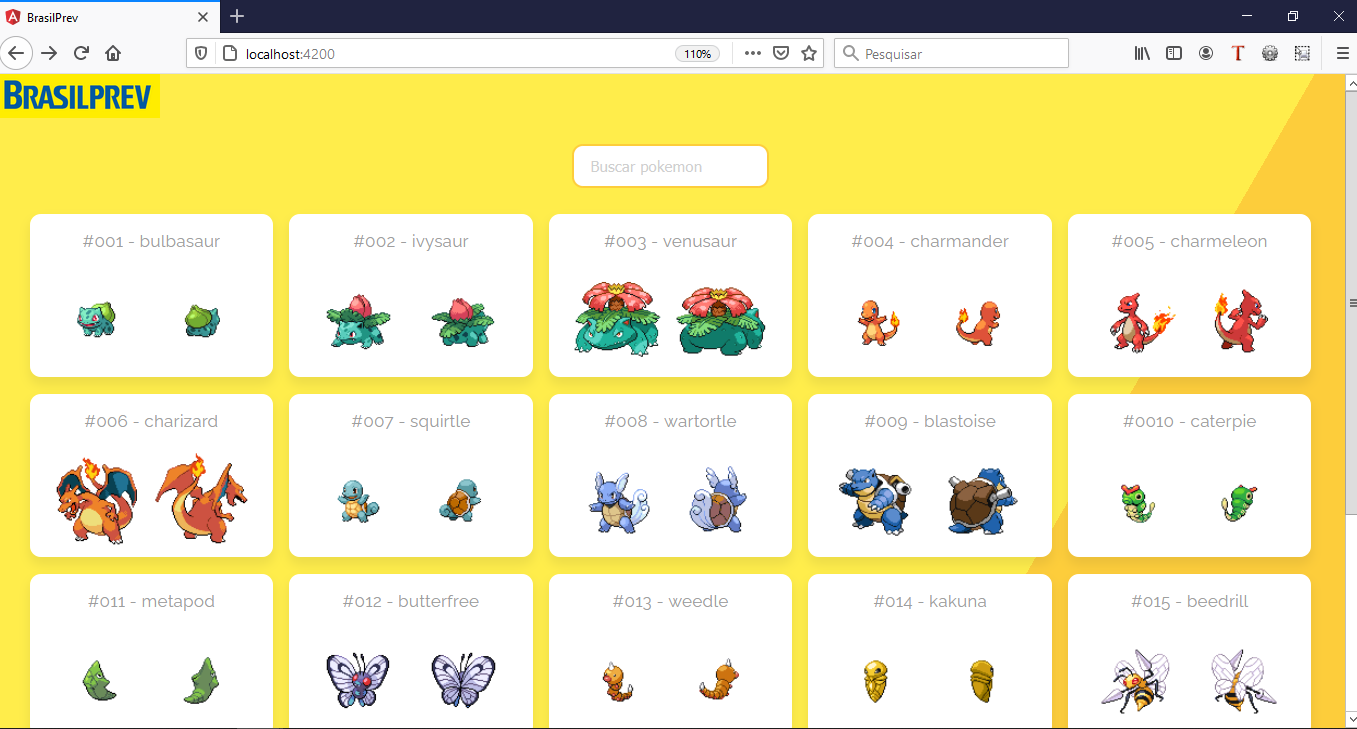 BrasilPrev
localhost:4200
110%
Pesquisar
T
BRASILPREV
Buscar pokemon
#001 - bulbasaur
#002 - ivysaur
#003 - venusaur
#004 - charmander
#005 - charmeleon
#006 - charizard
#007 - squirtle
#008 - wartortle
#009 - blastoise
#0010 - caterpie
#011 - metapod
#012 - butterfree
#013 - weedle
#014 - kakuna
#015 - beedrill